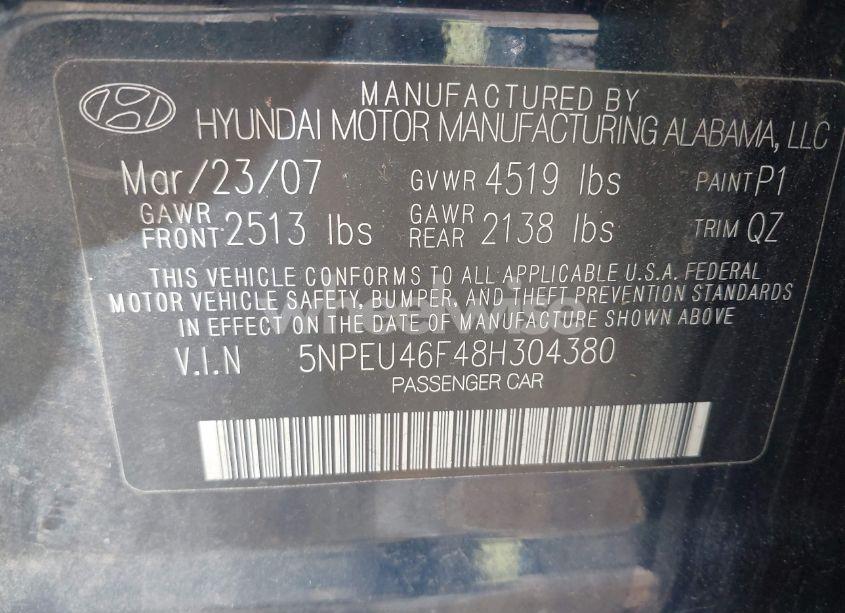 MANUFACTURED BY
HYUNDAI MOTOR MANUFACTURING ALABAMA, LLC
Mar/23/07 GVWR 4519 lbs PAINT P1
GAWR FRONT 2513 lbs GAWR REAR 2138 lbs TRIM QZ
THIS VEHICLE CONFORMS TO ALL APPLICABLE U.S.A. FEDERAL
MOTOR VEHICLE SAFETY, BUMPER, AND THEFT PREVENTION STANDARDS
IN EFFECT ON THE DATE OF MANUFACTURE SHOWN ABOVE
wheelwise
V.I.N 5NPEU46F48H304380
PASSENGER CAR